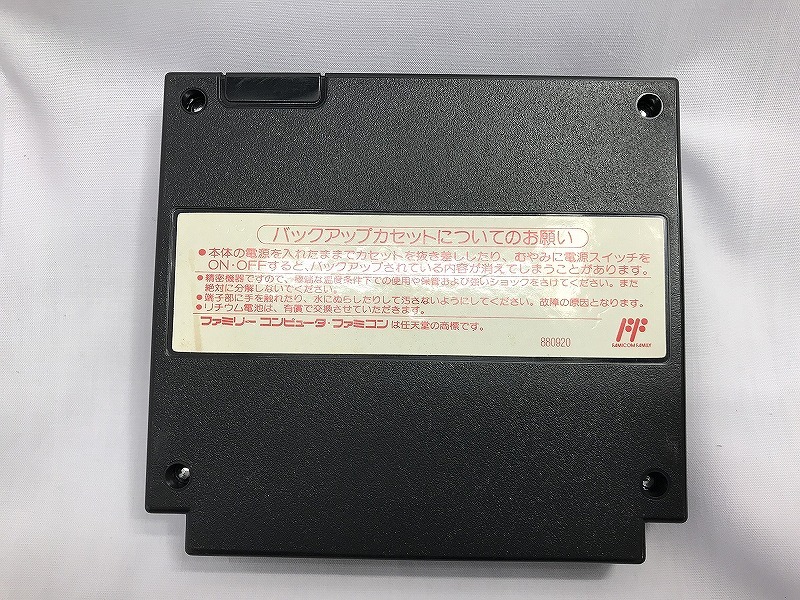 バックアップカセットについてのお願い
●本体の電源を入れたままでカセットを抜き差ししたり、むやみに電源スイッチを
ON・OFFすると、バックアップされている内容が消えてしまうことがあります。
●精密機器ですので、極端な温度条件下での使用や保管および強いショックをさけてください。また
絶対に分解しないでください。
●端子部に手を触れたり、水にぬらしたりして汚さないようにしてください。故障の原因となります。
●リチウム電池は、有償で交換させていただきます。
ファミリーコンピュータ・ファミコンは任天堂の商標です。
FAMICOM FAMILY
880920